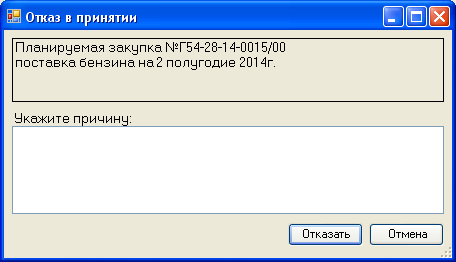 Отказ в принятии
Планируемая закупка №Г54-28-14-0015/00
поставка бензина на 2 полугодие 2014г.
Укажите причину:
Отказать
Отмена